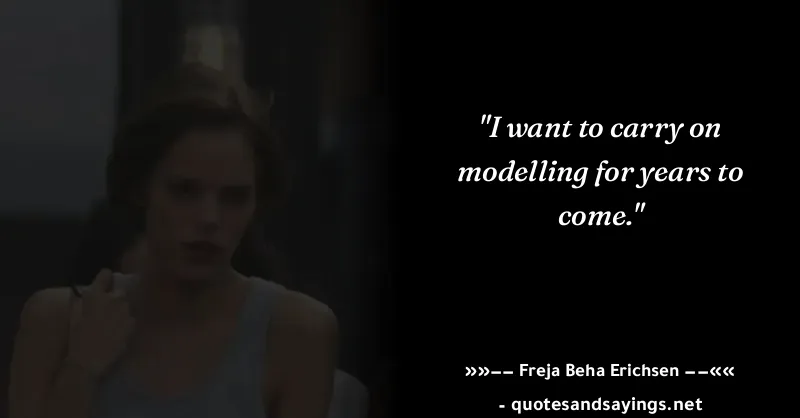 "I want to carry on
modelling for years to
come."
»»−− Freja Beha Erichsen −−««
- quotesandsayings.net